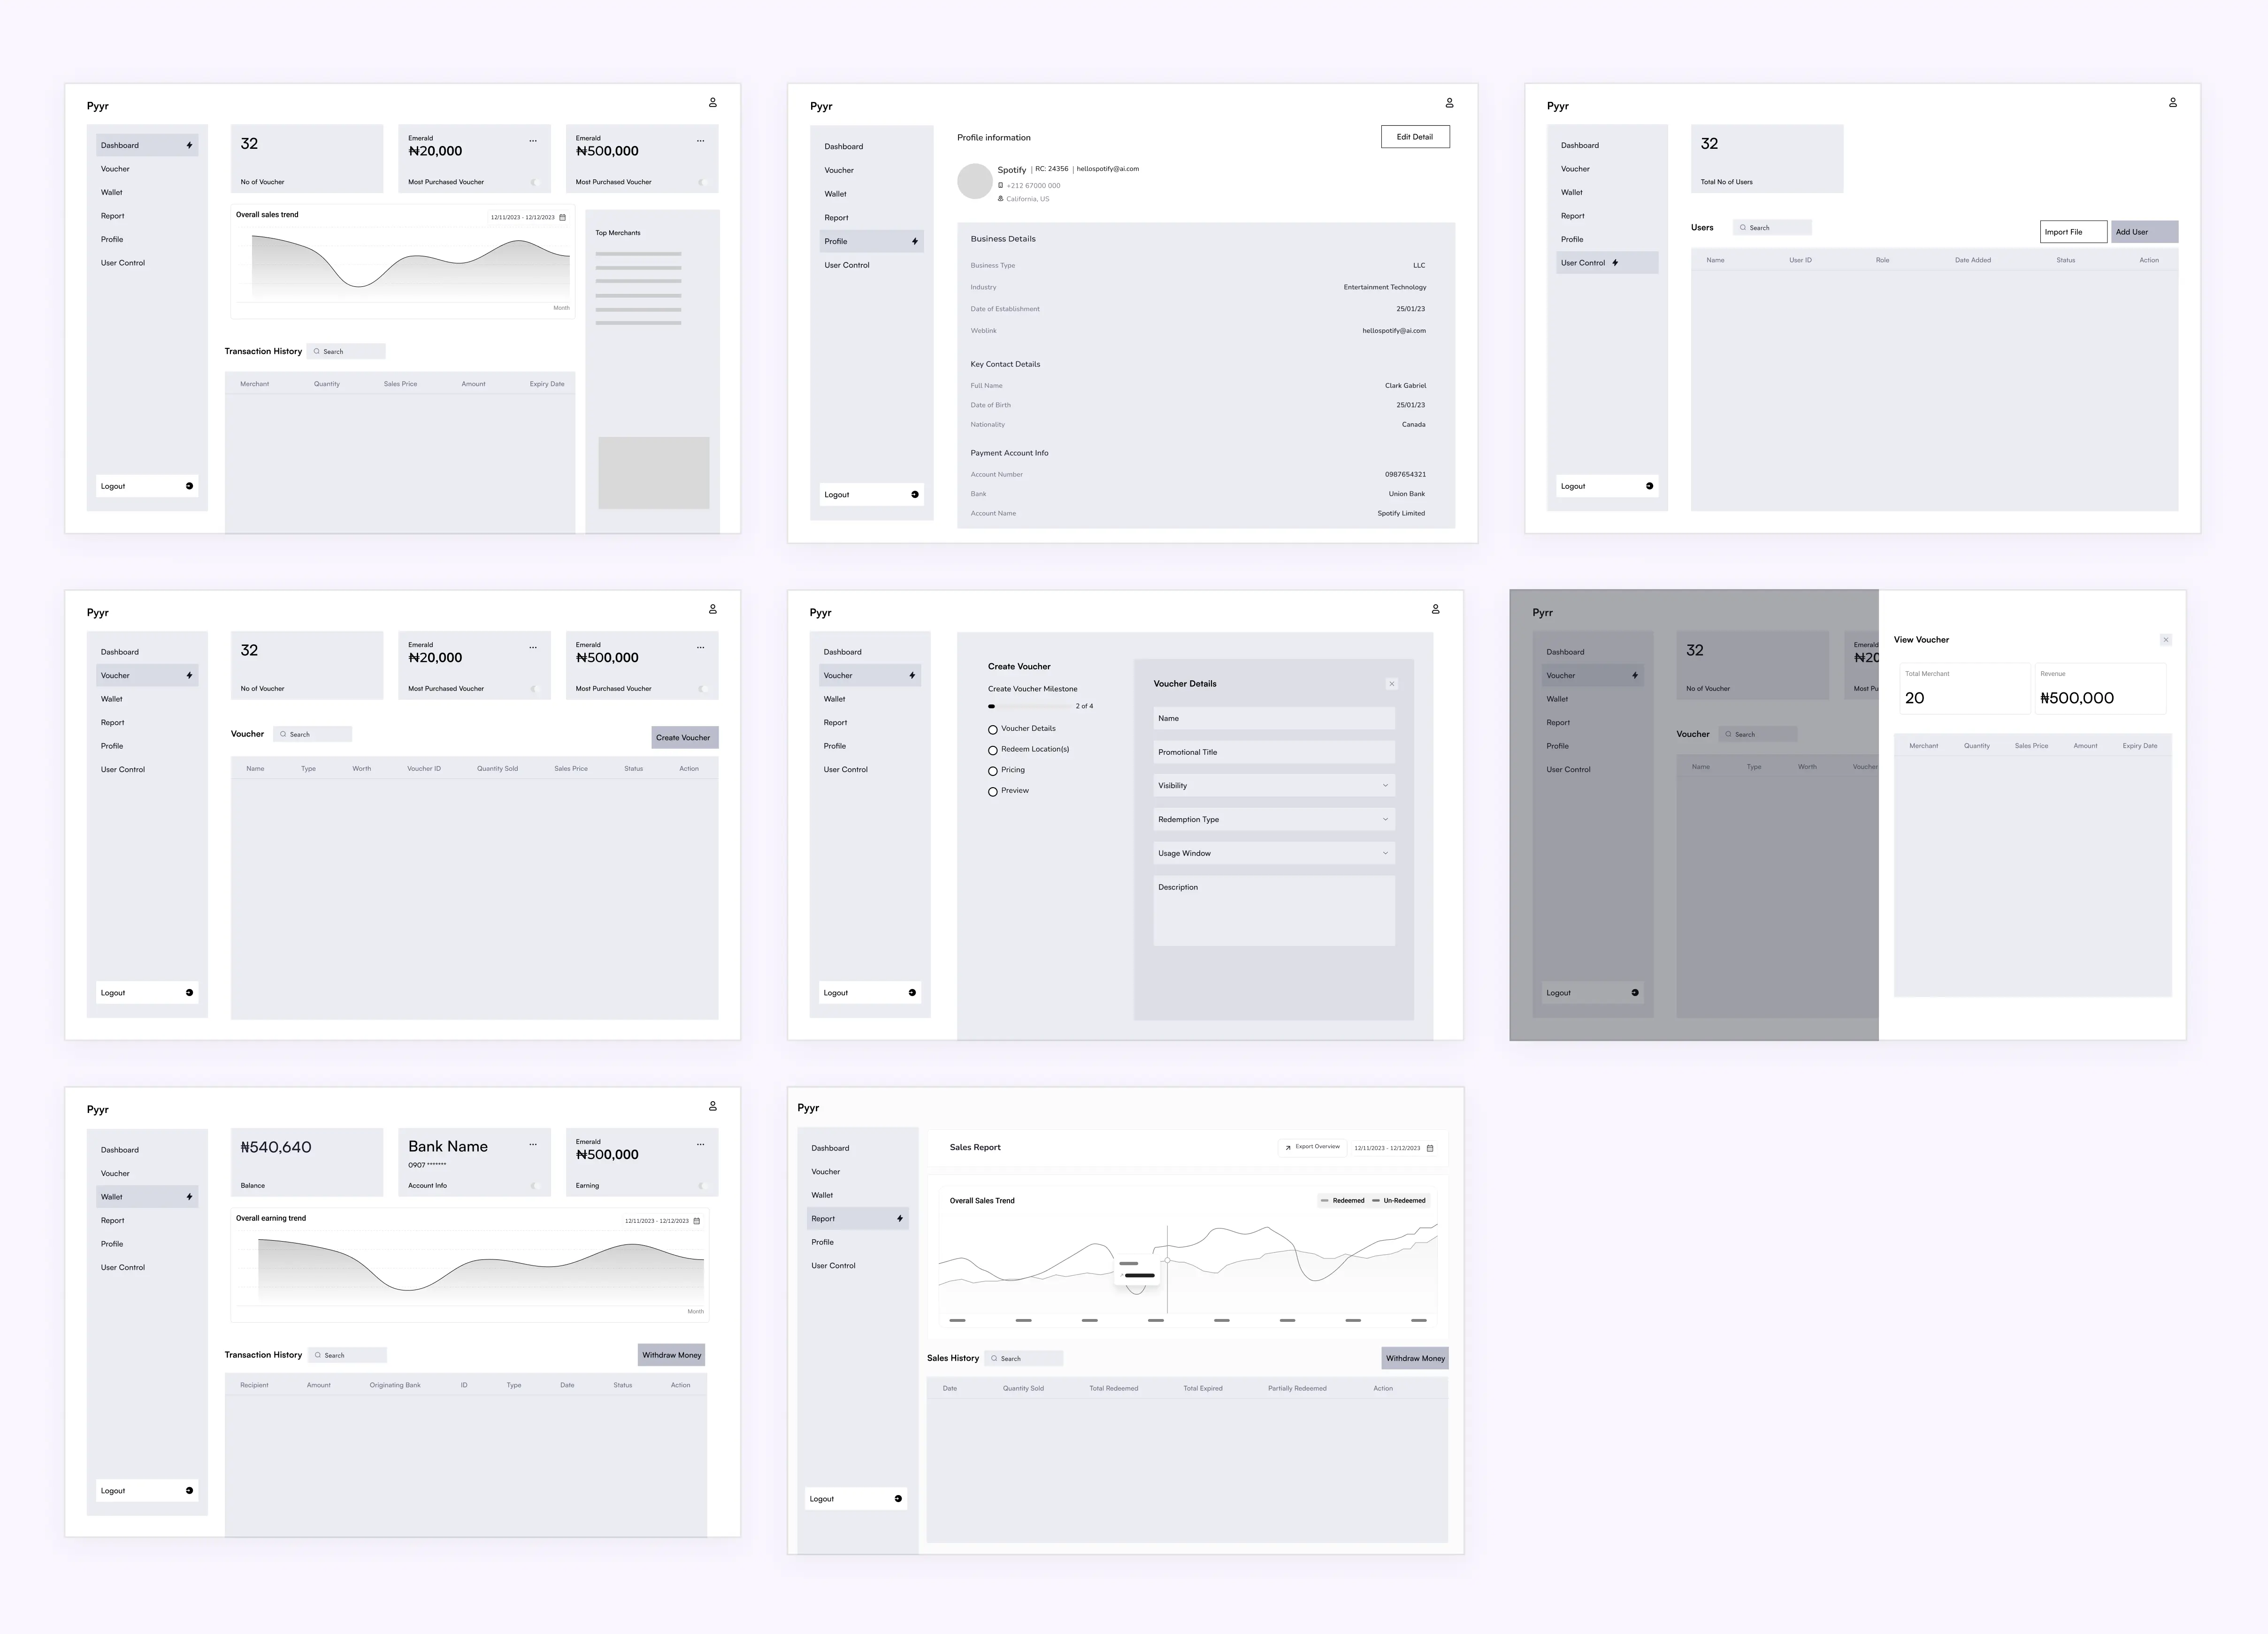 Pyyr
Dashboard
Voucher
Wallet
Report
Profile
User Control
Logout
32
No of Voucher
Emerald
₦20,000
Most Purchased Voucher
Emerald
₦500,000
Most Purchased Voucher
Overall sales trend
12/11/2023 - 12/12/2023
Month
Top Merchants
Transaction History
Search
Merchant Quantity Sales Price Amount Expiry Date
Pyyr
Dashboard
Voucher
Wallet
Report
Profile
User Control
Logout
Profile information
Edit Detail
Spotify | RC: 24356 | hellospotify@ai.com
+212 67000 000
California, US
Business Details
Business Type LLC
Industry Entertainment Technology
Date of Establishment 25/01/23
Weblink hellospotify@ai.com
Key Contact Details
Full Name Clark Gabriel
Date of Birth 25/01/23
Nationality Canada
Payment Account Info
Account Number 0987654321
Bank Union Bank
Account Name Spotify Limited
Pyyr
Dashboard
Voucher
Wallet
Report
Profile
User Control
Logout
32
Total No of Users
Users
Search
Import File
Add User
Name User ID Role Date Added Status Action
Pyyr
Dashboard
Voucher
Wallet
Report
Profile
User Control
Logout
32
No of Voucher
Emerald
₦20,000
Most Purchased Voucher
Emerald
₦500,000
Most Purchased Voucher
Voucher
Search
Create Voucher
Name Type Worth Voucher ID Quantity Sold Sales Price Status Action
Pyyr
Dashboard
Voucher
Wallet
Report
Profile
User Control
Logout
Create Voucher
Create Voucher Milestone
2 of 4
Voucher Details
Redeem Location(s)
Pricing
Preview
Voucher Details
Name
Promotional Title
Visibility
Redemption Type
Usage Window
Description
Pyrr
Dashboard
Voucher
Wallet
Report
Profile
User Control
Logout
32
No of Voucher
Emerald
₦20
Most Pu
Voucher
Search
Name Type Worth Voucher
View Voucher
Total Merchant
20
Revenue
₦500,000
Merchant Quantity Sales Price Amount Expiry Date
Pyyr
Dashboard
Voucher
Wallet
Report
Profile
User Control
Logout
₦540,640
Balance
Bank Name
0907 *******
Account Info
Emerald
₦500,000
Earning
Overall earning trend
12/11/2023 - 12/12/2023
Month
Transaction History
Search
Withdraw Money
Recipient Amount Originating Bank ID Type Date Status Action
Pyyr
Dashboard
Voucher
Wallet
Report
Profile
User Control
Logout
Sales Report
Export Overview
12/11/2023 - 12/12/2023
Overall Sales Trend
Redeemed Un-Redeemed
Sales History
Search
Withdraw Money
Date Quantity Sold Total Redeemed Total Expired Partially Redeemed Action